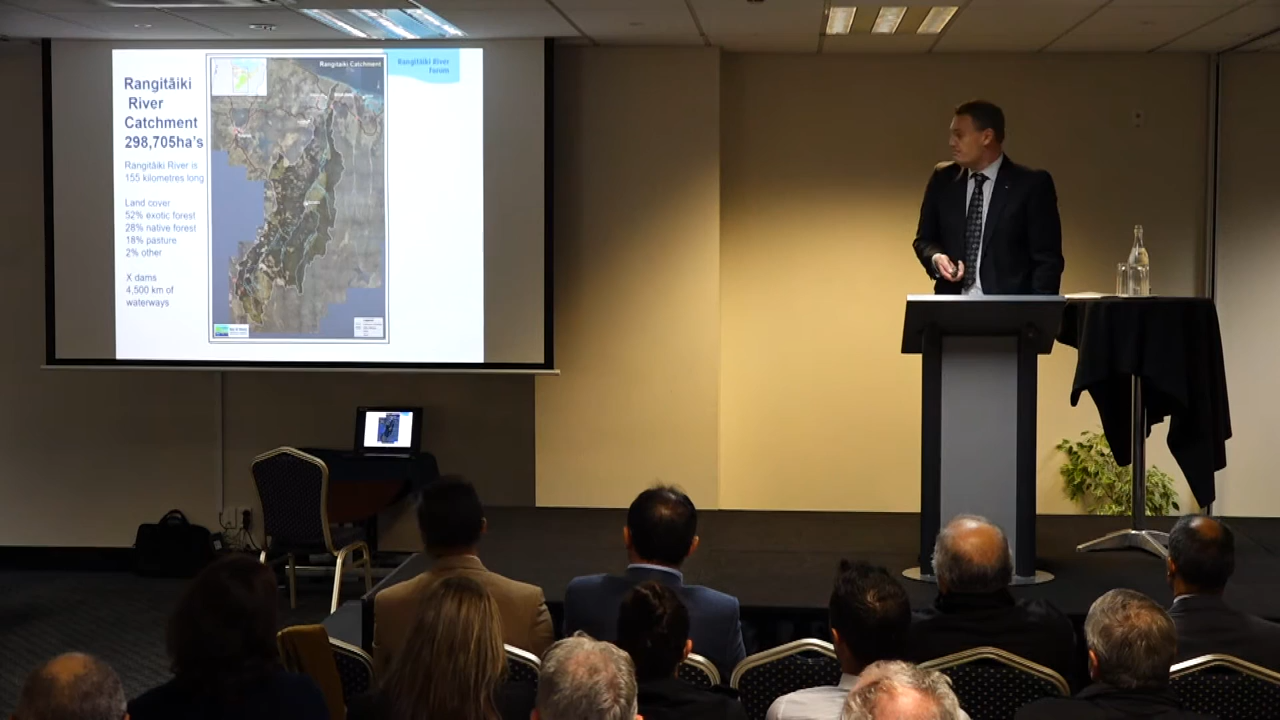 Rangitāiki
River
Catchment
298,705ha's
Rangitāiki River is
155 kilometres long
Land cover
52% exotic forest
28% native forest
18% pasture
2% other
X dams
4,500 km of
waterways
Rangitaiki Catchment
Rangitāiki River
Forum